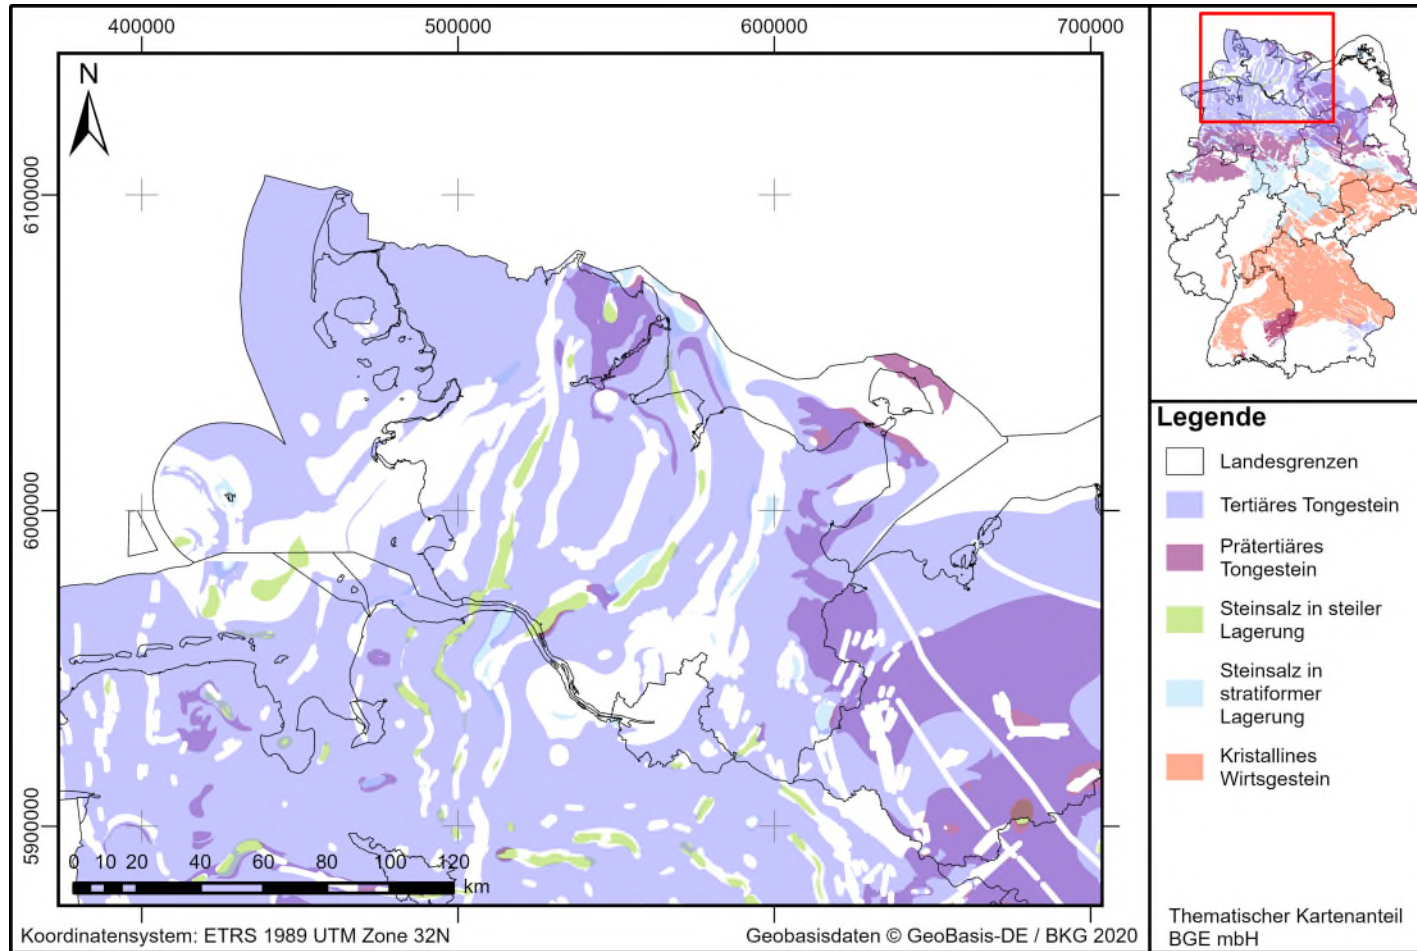 400000
500000
600000
700000
N
6100000
6000000
5900000
0 10 20 40 60 80 100 120
km
Koordinatensystem: ETRS 1989 UTM Zone 32N
Geobasisdaten © GeoBasis-DE / BKG 2020
Legende
Landesgrenzen
Tertiäres Tongestein
Prätertiäres
Tongestein
Steinsalz in steiler
Lagerung
Steinsalz in
stratiformer
Lagerung
Kristallines
Wirtsgestein
Thematischer Kartenanteil
BGE mbH